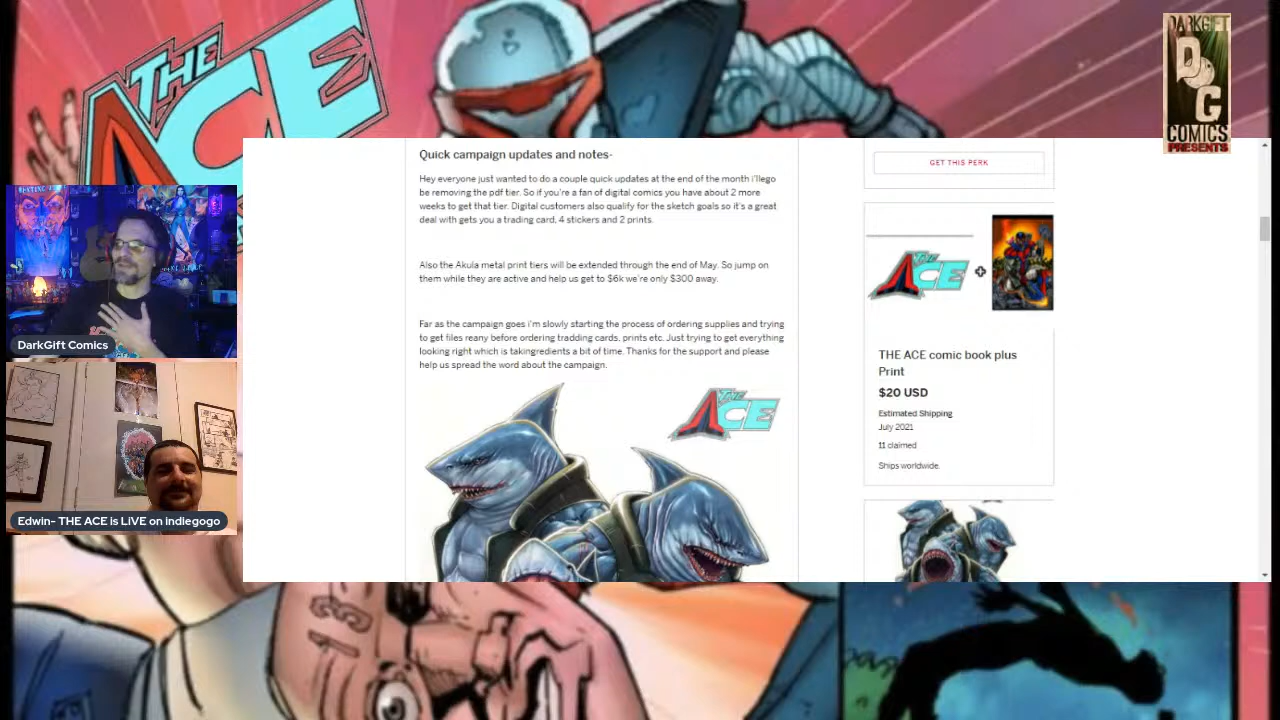 THE
ACE
DARKGIFT
DG
COMICS
PRESENTS
Quick campaign updates and notes-
Hey everyone just wanted to do a couple quick updates at the end of the month i'llego
be removing the pdf tier. So if you're a fan of digital comics you have about 2 more
weeks to get that tier. Digital customers also qualify for the sketch goals so it's a great
deal with gets you a trading card, 4 stickers and 2 prints.
Also the Akula metal print tiers will be extended through the end of May. So jump on
them while they are active and help us get to $6k we're only $300 away.
Far as the campaign goes i'm slowly starting the process of ordering supplies and trying
to get files reany before ordering tradding cards, prints etc. Just trying to get everything
looking right which is takingredients a bit of time. Thanks for the support and please
help us spread the word about the campaign.
THE
ACE
GET THIS PERK
THE
ACE
THE ACE comic book plus
Print
$20 USD
Estimated Shipping
July 2021
11 claimed
Ships worldwide.
DarkGift Comics
Edwin- THE ACE is LIVE on indiegogo
13